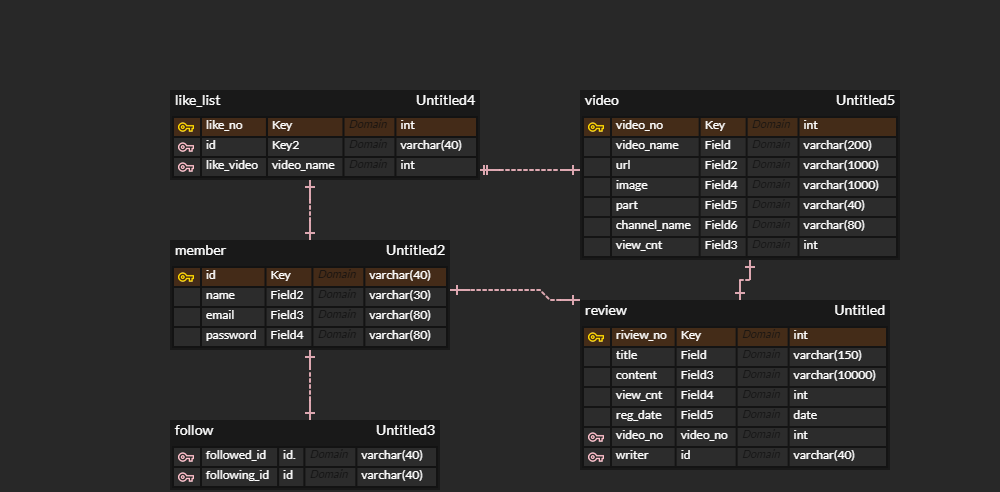 like_list Untitled4
like_no Key Domain int
id Key2 Domain varchar(40)
like_video video_name Domain int
video Untitled5
video_no Key Domain int
video_name Field Domain varchar(200)
url Field2 Domain varchar(1000)
image Field4 Domain varchar(1000)
part Field5 Domain varchar(40)
channel_name Field6 Domain varchar(80)
view_cnt Field3 Domain int
member Untitled2
id Key Domain varchar(40)
name Field2 Domain varchar(30)
email Field3 Domain varchar(80)
password Field4 Domain varchar(80)
review Untitled
riview_no Key Domain int
title Field Domain varchar(150)
content Field3 Domain varchar(10000)
view_cnt Field4 Domain int
reg_date Field5 Domain date
video_no video_no Domain int
writer id Domain varchar(40)
follow Untitled3
followed_id id. Domain varchar(40)
following_id id Domain varchar(40)